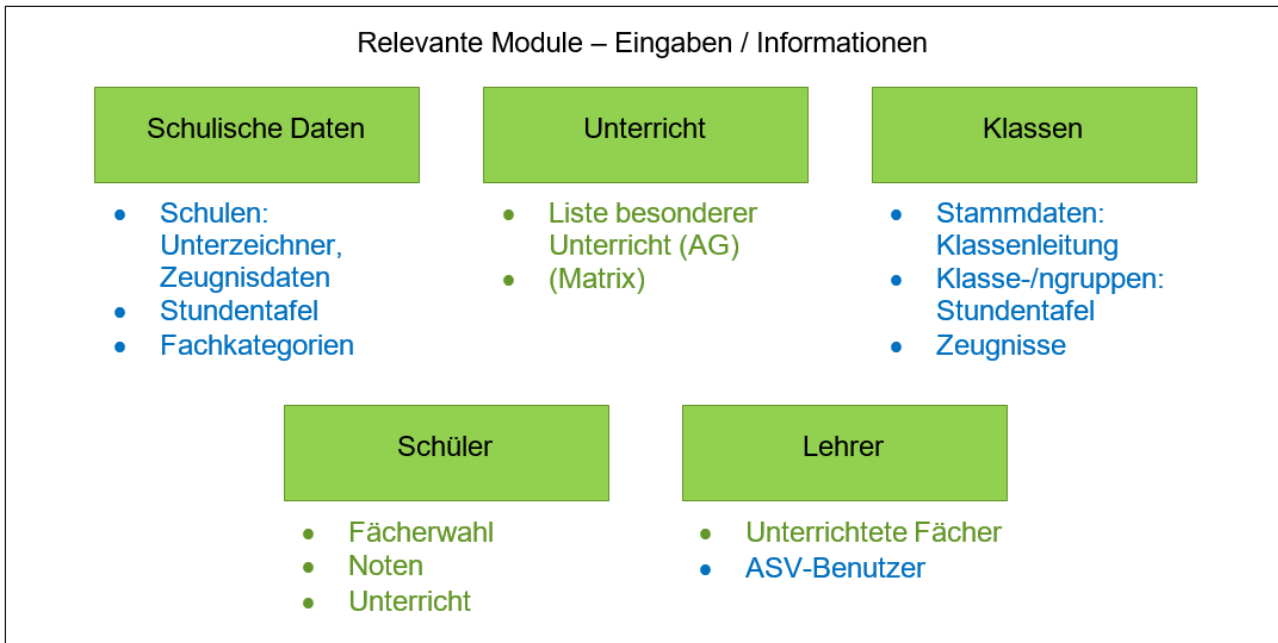 Relevante Module – Eingaben / Informationen
Schulische Daten
• Schulen:
Unterzeichner,
Zeugnisdaten
• Stundentafel
• Fachkategorien
Unterricht
• Liste besonderer
Unterricht (AG)
• (Matrix)
Klassen
• Stammdaten:
Klassenleitung
• Klasse-/ngruppen:
Stundentafel
• Zeugnisse
Schüler
• Fächerwahl
• Noten
• Unterricht
Lehrer
• Unterrichtete Fächer
• ASV-Benutzer